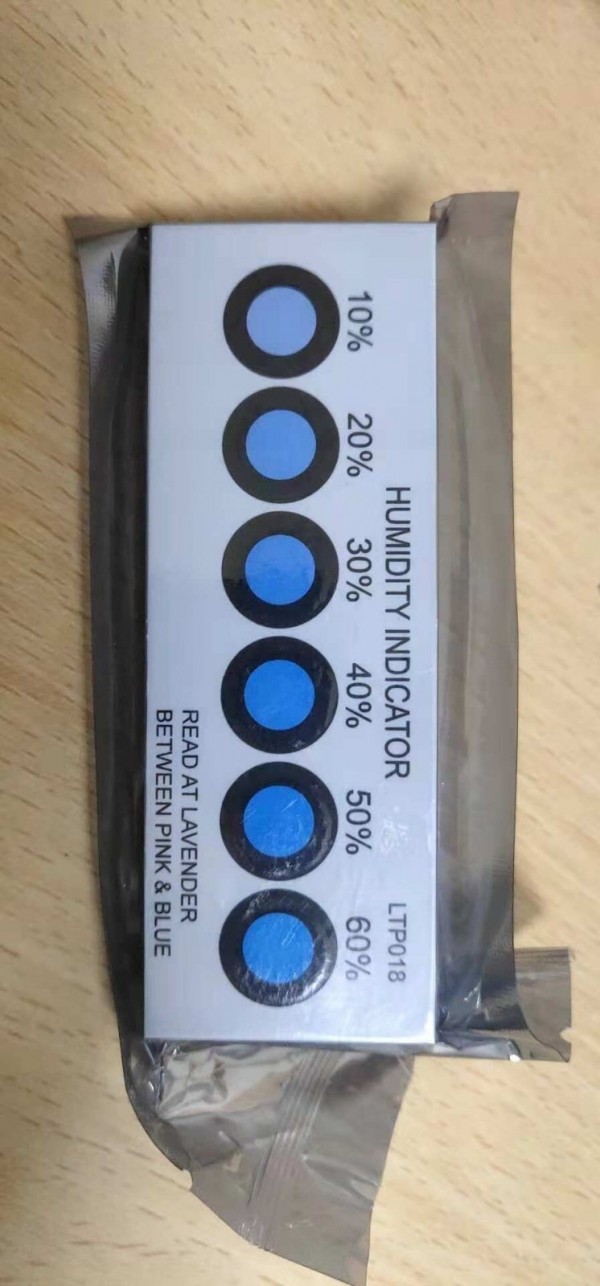 HUMIDITY INDICATOR
LTP018
10% 20% 30% 40% 50% 60%
READ AT LAVENDER
BETWEEN PINK & BLUE